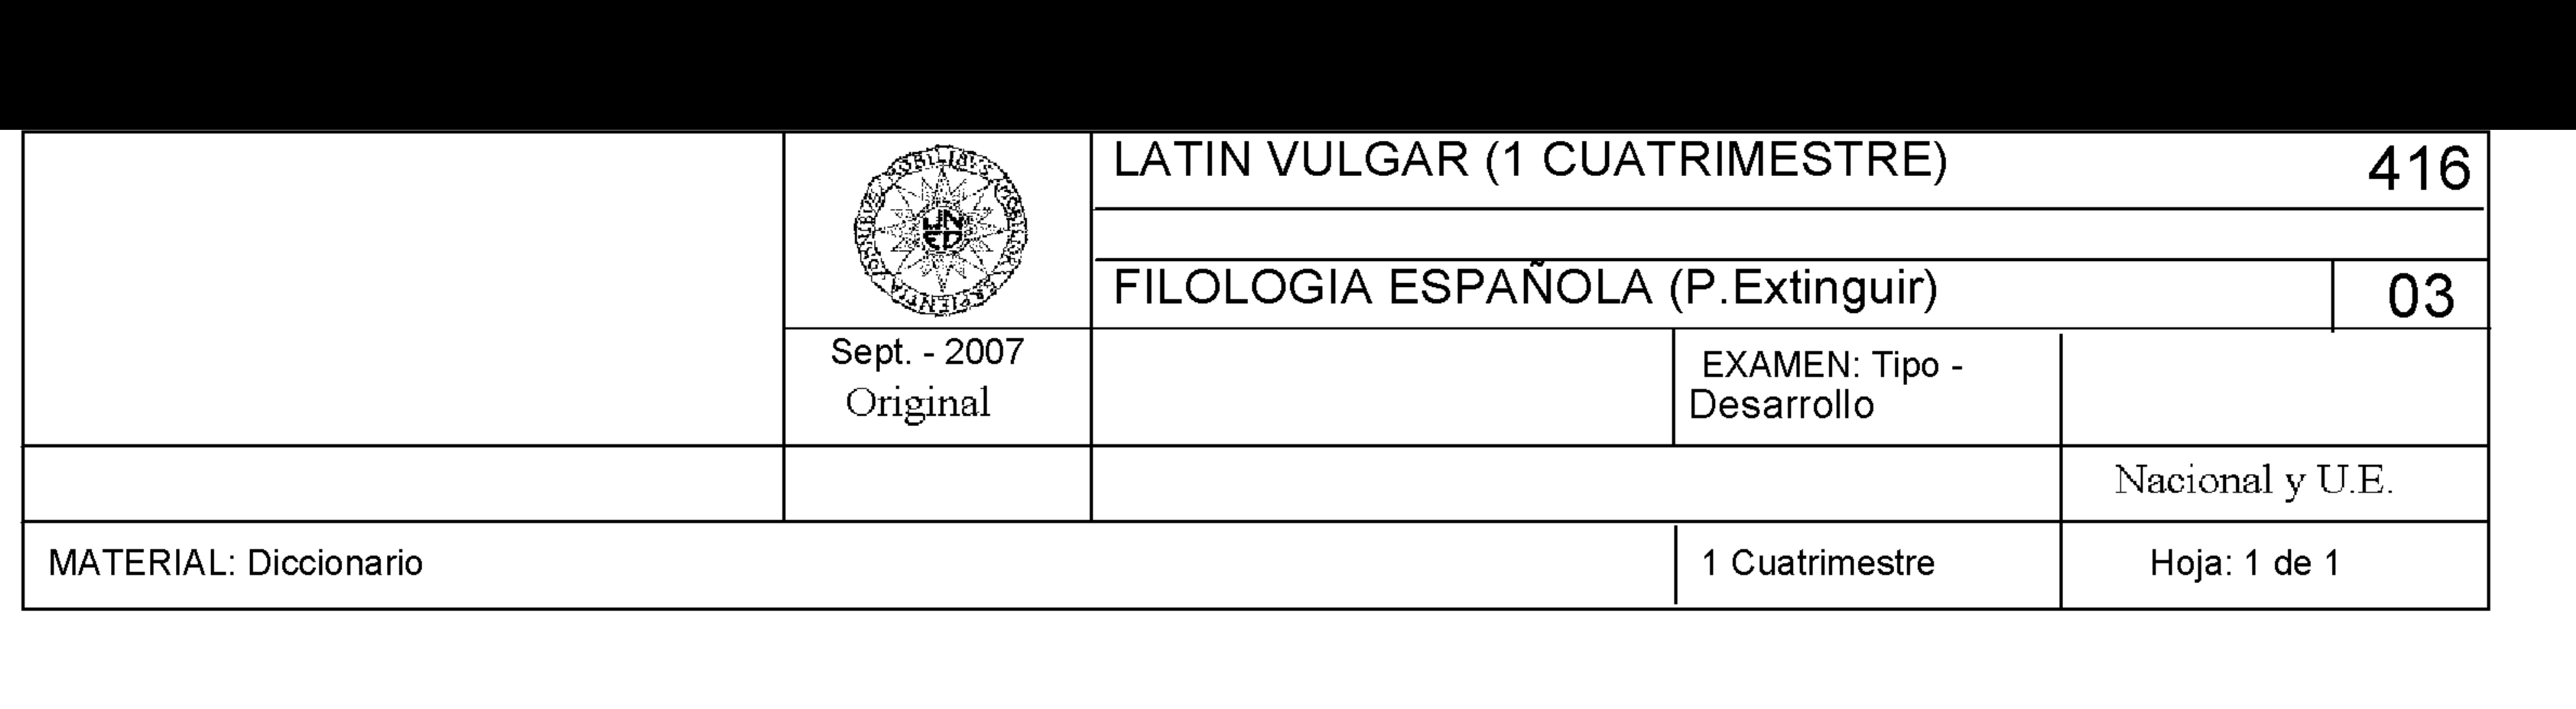 LATIN VULGAR (1 CUATRIMESTRE) 416
FILOLOGIA ESPAÑOLA (P.Extinguir) 03
UNED
Sept. - 2007
Original
EXAMEN: Tipo -
Desarrollo
Nacional y U.E.
MATERIAL: Diccionario
1 Cuatrimestre
Hoja: 1 de 1